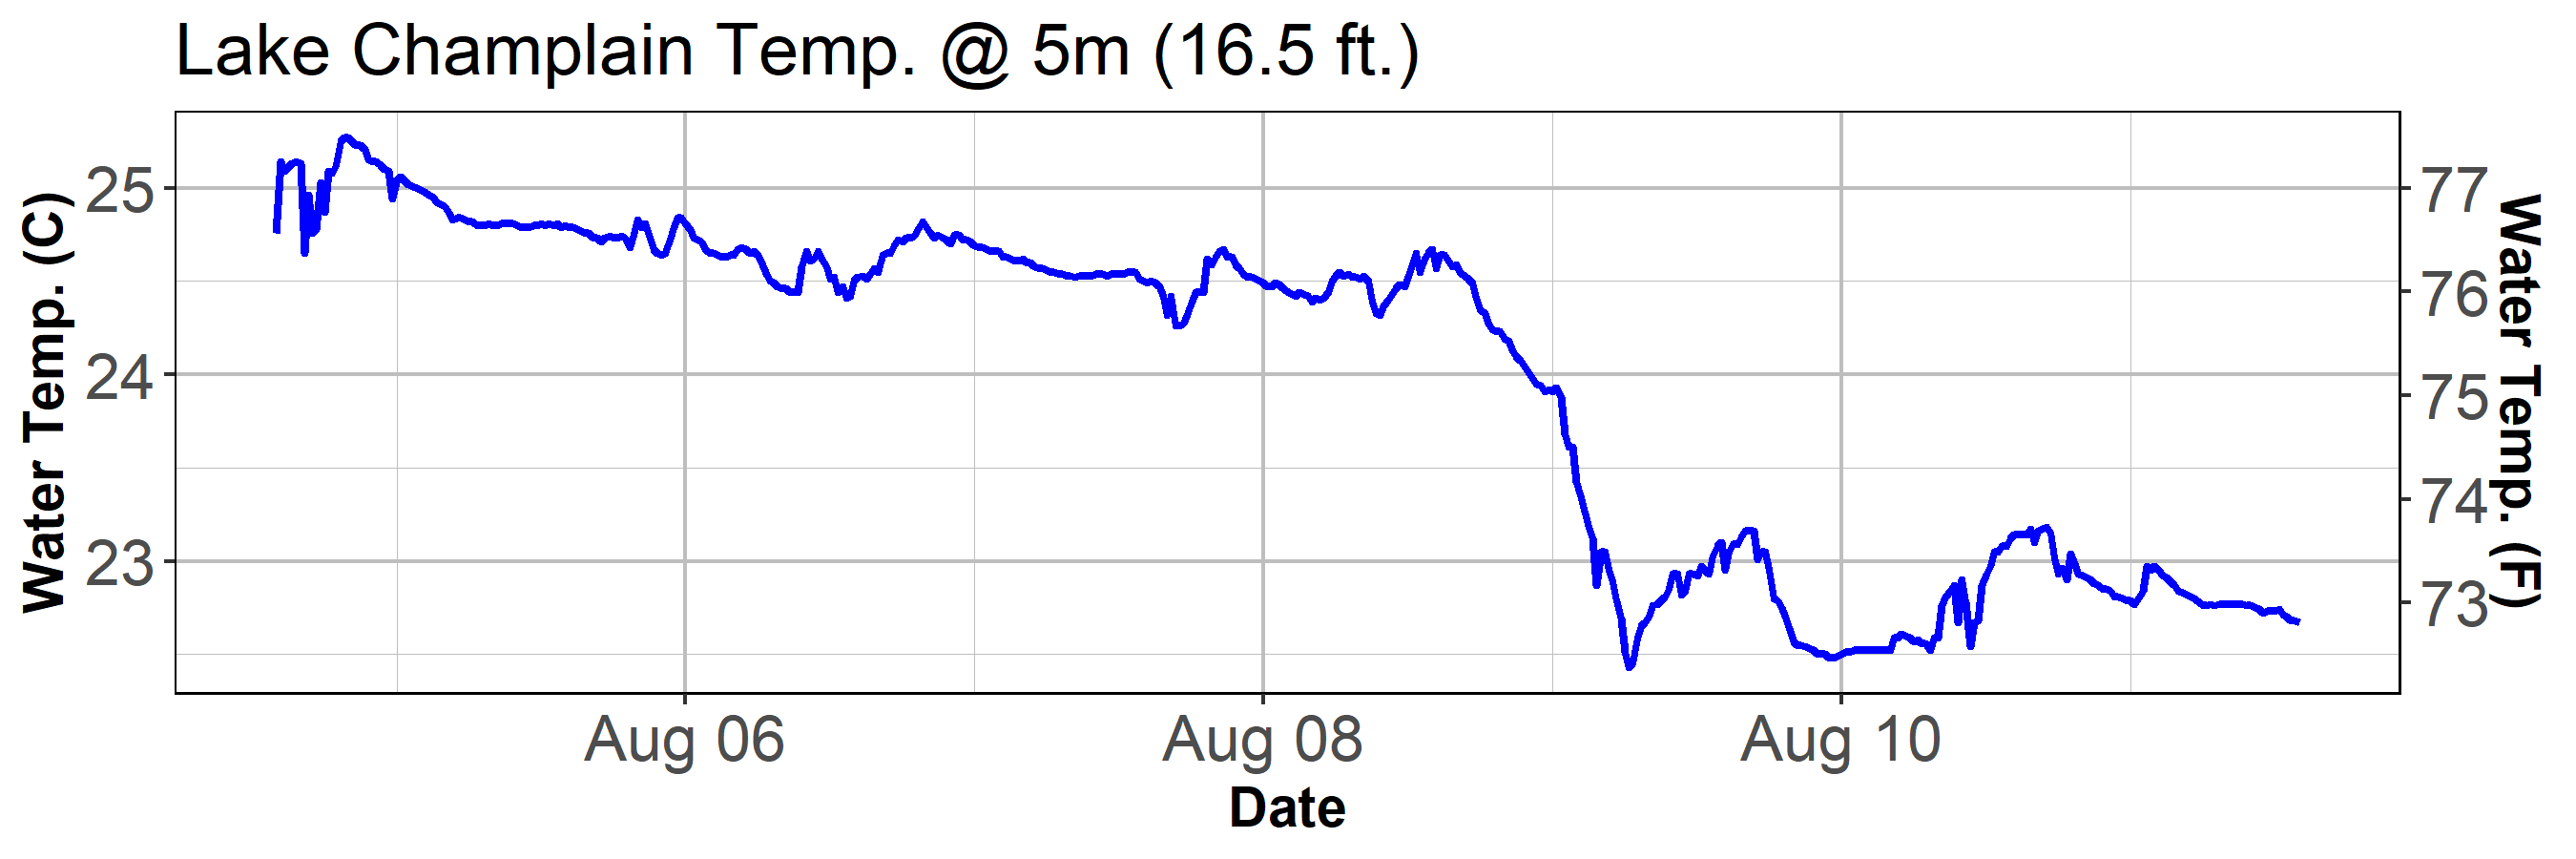 Lake Champlain Temp. @ 5m (16.5 ft.)
Water Temp. (C)
25
24
23
77
76
75
74
73
Water Temp. (F)
Aug 06 Aug 08 Aug 10
Date